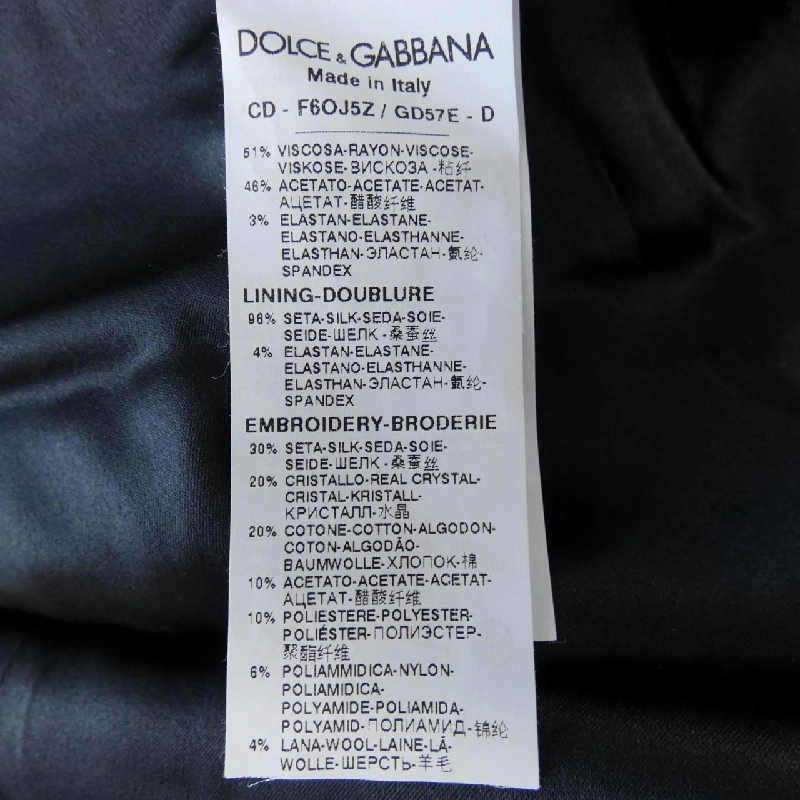 DOLCE & GABBANA
Made in Italy
CD - F6OJ5Z / GD57E - D
51% VISCOSA-RAYON-VISCOSE-
VISKOSE-ВИСКОЗА-粘纤
46% ACETATO-ACETATE-ACETAT-
АЦЕТАТ-醋酸纤维
3% ELASTAN-ELASTANE-
ELASTANO-ELASTHANNE-
ELASTHAN-ЭЛАСТАН-氨纶-
SPANDEX
LINING-DOUBLURE
96% SETA-SILK-SEDA-SOIE-
SEIDE-ШЕЛК-桑蚕丝
4% ELASTAN-ELASTANE-
ELASTANO-ELASTHANNE-
ELASTHAN-ЭЛАСТАН-氨纶-
SPANDEX
EMBROIDERY-BRODERIE
30% SETA-SILK-SEDA-SOIE-
SEIDE-ШЕЛК-桑蚕丝
20% CRISTALLO-REAL CRYSTAL-
CRISTAL-KRISTALL-
КРИСТАЛЛ-水晶
20% COTONE-COTTON-ALGODON-
COTON-ALGODÃO-
BAUMWOLLE-ХЛОПОК-棉
10% ACETATO-ACETATE-ACETAT-
АЦЕТАТ-醋酸纤维
10% POLIESTERE-POLYESTER-
POLIÉSTER-ПОЛИЭСТЕР-
聚酯纤维
6% POLIAMMIDICA-NYLON-
POLIAMIDICA-
POLYAMIDE-POLIAMIDA-
POLYAMID-ПОЛИАМИД-锦纶
4% LANA-WOOL-LAINE-LÃ-
WOLLE-ШЕРСТЬ-羊毛